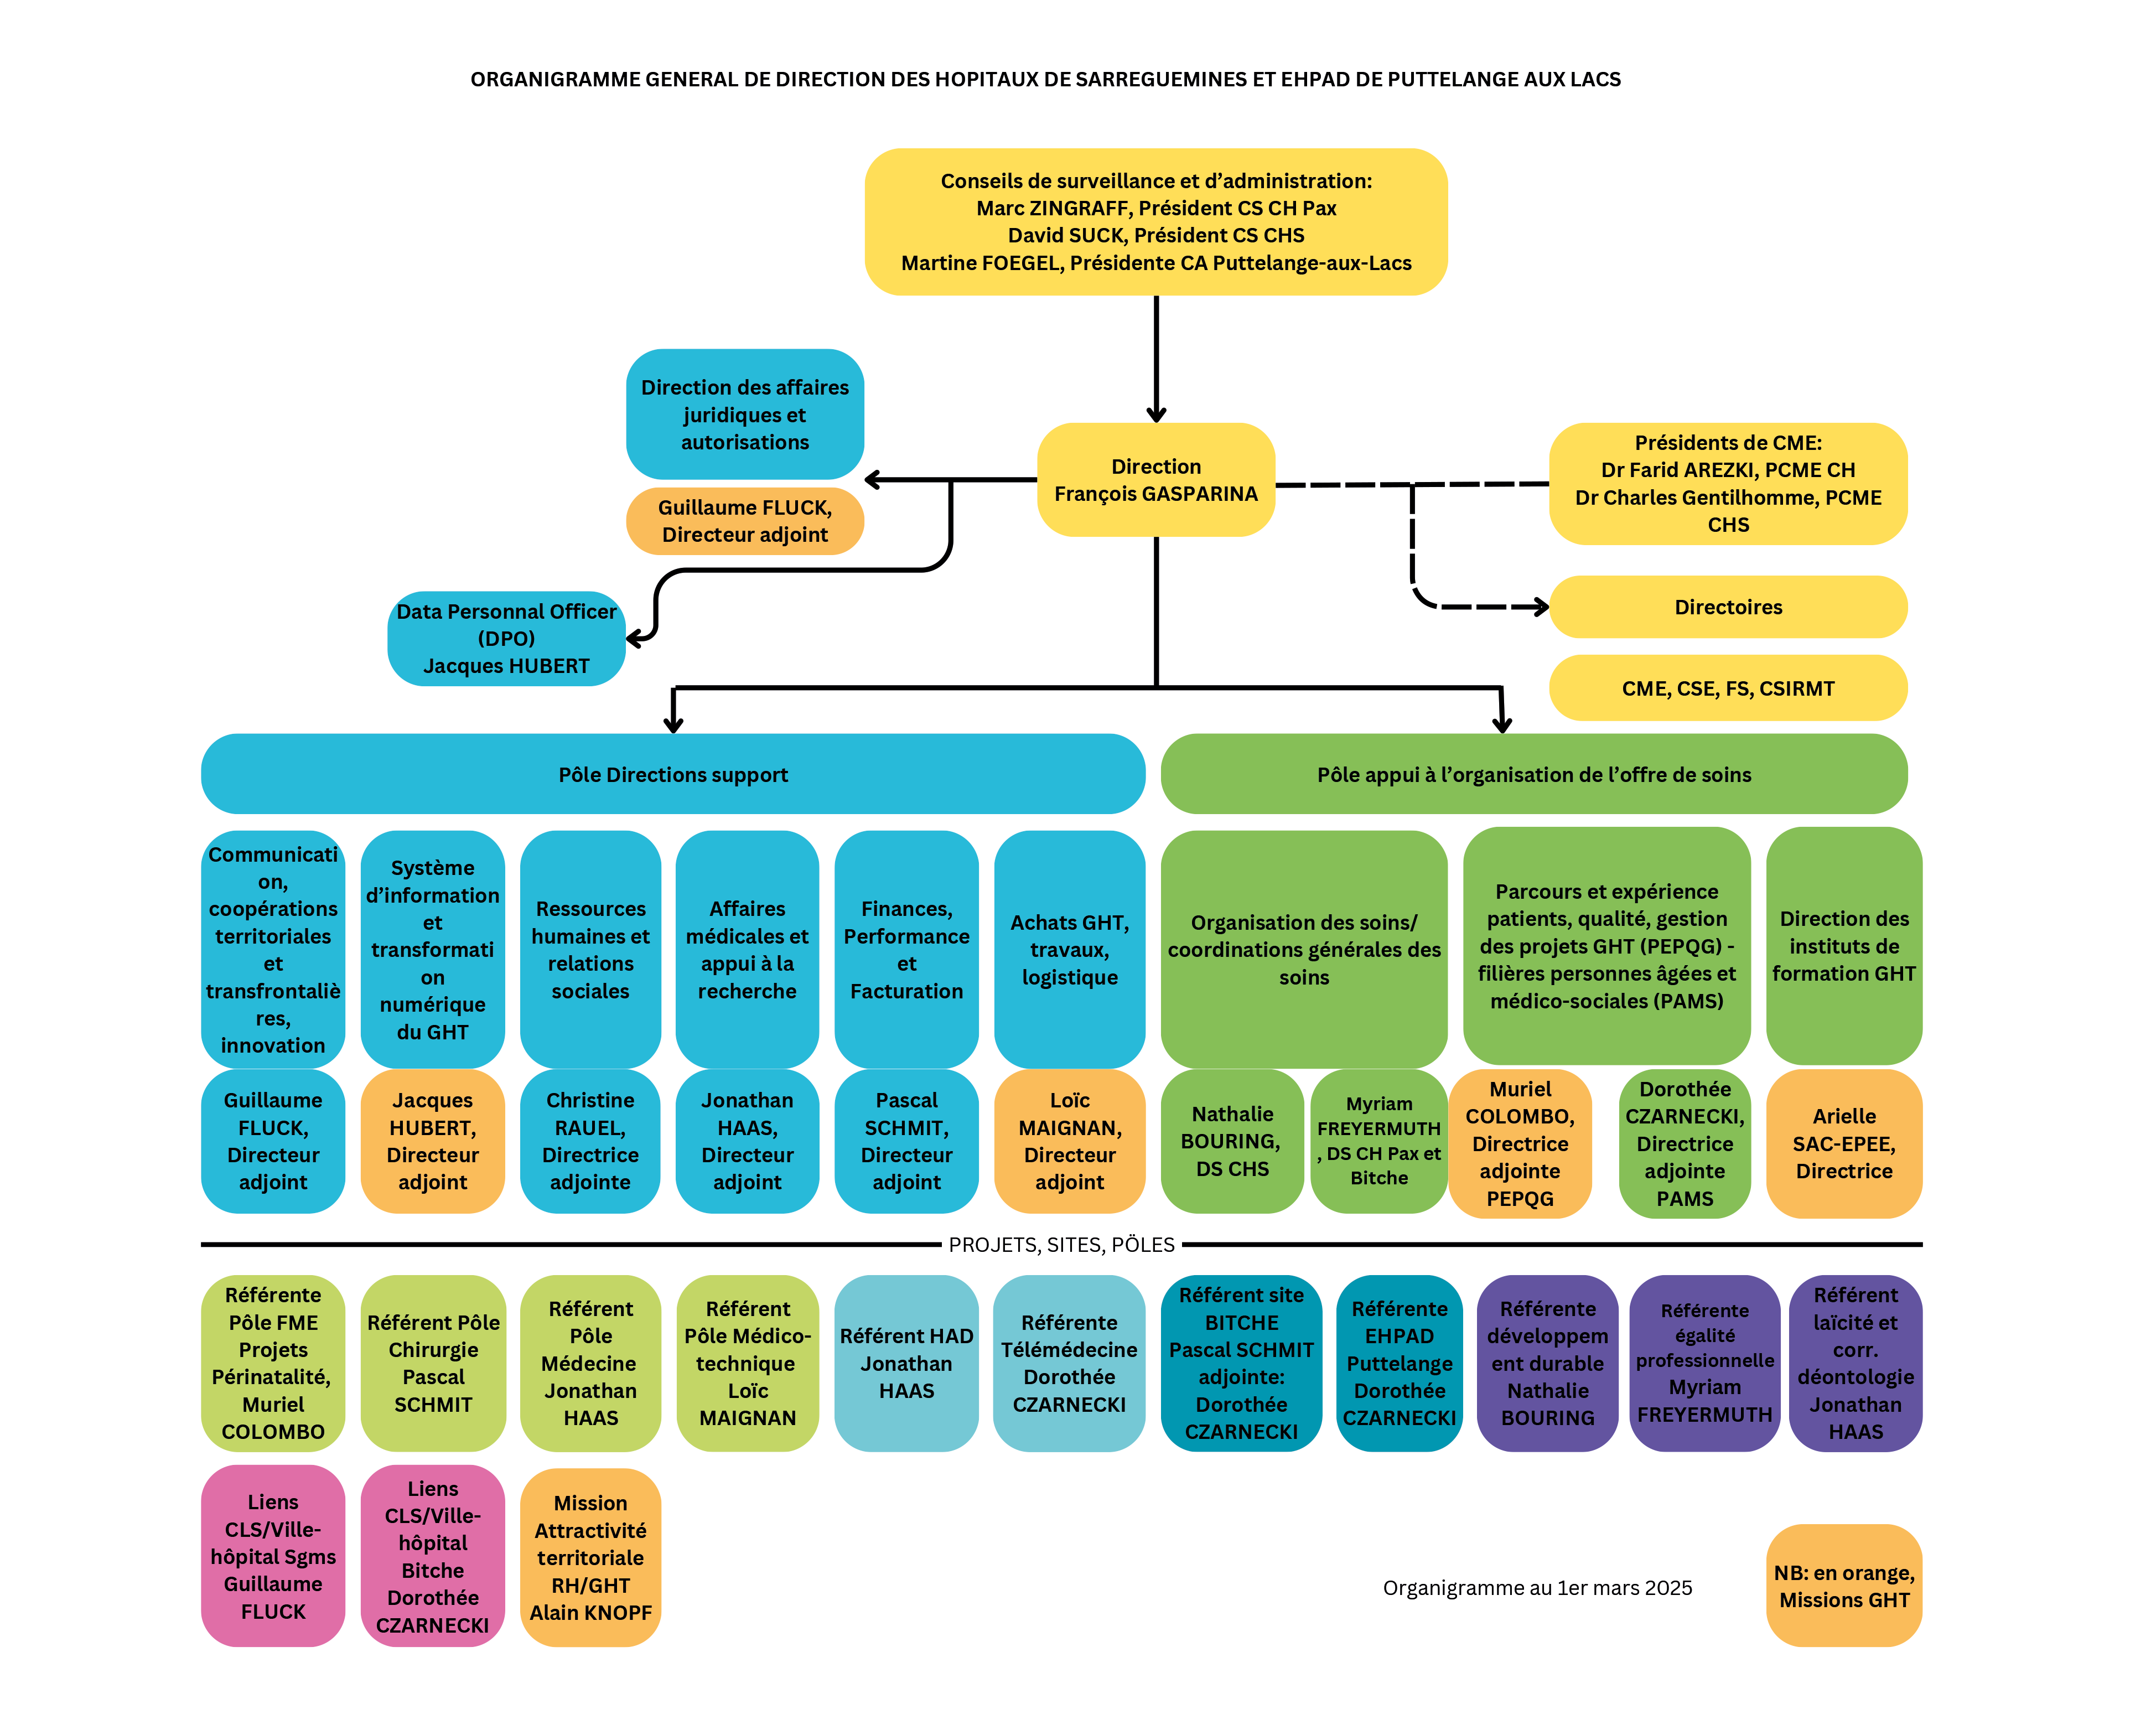 ORGANIGRAMME GENERAL DE DIRECTION DES HOPITAUX DE SARREGUEMINES ET EHPAD DE PUTTELANGE AUX LACS
Conseils de surveillance et d’administration:
Marc ZINGRAFF, Président CS CH Pax
David SUCK, Président CS CHS
Martine FOEGEL, Présidente CA Puttelange-aux-Lacs
Direction des affaires
juridiques et
autorisations
Guillaume FLUCK,
Directeur adjoint
Direction
François GASPARINA
Présidents de CME:
Dr Farid AREZKI, PCME CH
Dr Charles Gentilhomme, PCME
CHS
Directoires
CME, CSE, FS, CSIRMT
Data Personnal Officer
(DPO)
Jacques HUBERT
Pôle Directions support
Pôle appui à l’organisation de l’offre de soins
Communicati
on,
coopérations
territoriales
et
transfrontaliè
res,
innovation
Système
d’information
et
transformati
on
numérique
du GHT
Ressources
humaines et
relations
sociales
Affaires
médicales et
appui à la
recherche
Finances,
Performance
et
Facturation
Achats GHT,
travaux,
logistique
Organisation des soins/
coordinations générales des
soins
Parcours et expérience
patients, qualité, gestion
des projets GHT (PEPQG) -
filières personnes âgées et
médico-sociales (PAMS)
Direction des
instituts de
formation GHT
Guillaume
FLUCK,
Directeur
adjoint
Jacques
HUBERT,
Directeur
adjoint
Christine
RAUEL,
Directrice
adjointe
Jonathan
HAAS,
Directeur
adjoint
Pascal
SCHMIT,
Directeur
adjoint
Loïc
MAIGNAN,
Directeur
adjoint
Nathalie
BOURING,
DS CHS
Myriam
FREYERMUTH
, DS CH Pax et
Bitche
Muriel
COLOMBO,
Directrice
adjointe
PEPQG
Dorothée
CZARNECKI,
Directrice
adjointe
PAMS
Arielle
SAC-EPEE,
Directrice
PROJETS, SITES, PÖLES
Référente
Pôle FME
Projets
Périnatalité,
Muriel
COLOMBO
Référent Pôle
Chirurgie
Pascal
SCHMIT
Référent
Pôle
Médecine
Jonathan
HAAS
Référent
Pôle Médico-
technique
Loïc
MAIGNAN
Référent HAD
Jonathan
HAAS
Référente
Télémédecine
Dorothée
CZARNECKI
Référent site
BITCHE
Pascal SCHMIT
adjointe:
Dorothée
CZARNECKI
Référente
EHPAD
Puttelange
Dorothée
CZARNECKI
Référente
développem
ent durable
Nathalie
BOURING
Référente
égalité
professionnelle
Myriam
FREYERMUTH
Référent
laïcité et
corr.
déontologie
Jonathan
HAAS
Liens
CLS/Ville-
hôpital Sgms
Guillaume
FLUCK
Liens
CLS/Ville-
hôpital
Bitche
Dorothée
CZARNECKI
Mission
Attractivité
territoriale
RH/GHT
Alain KNOPF
Organigramme au 1er mars 2025
NB: en orange,
Missions GHT